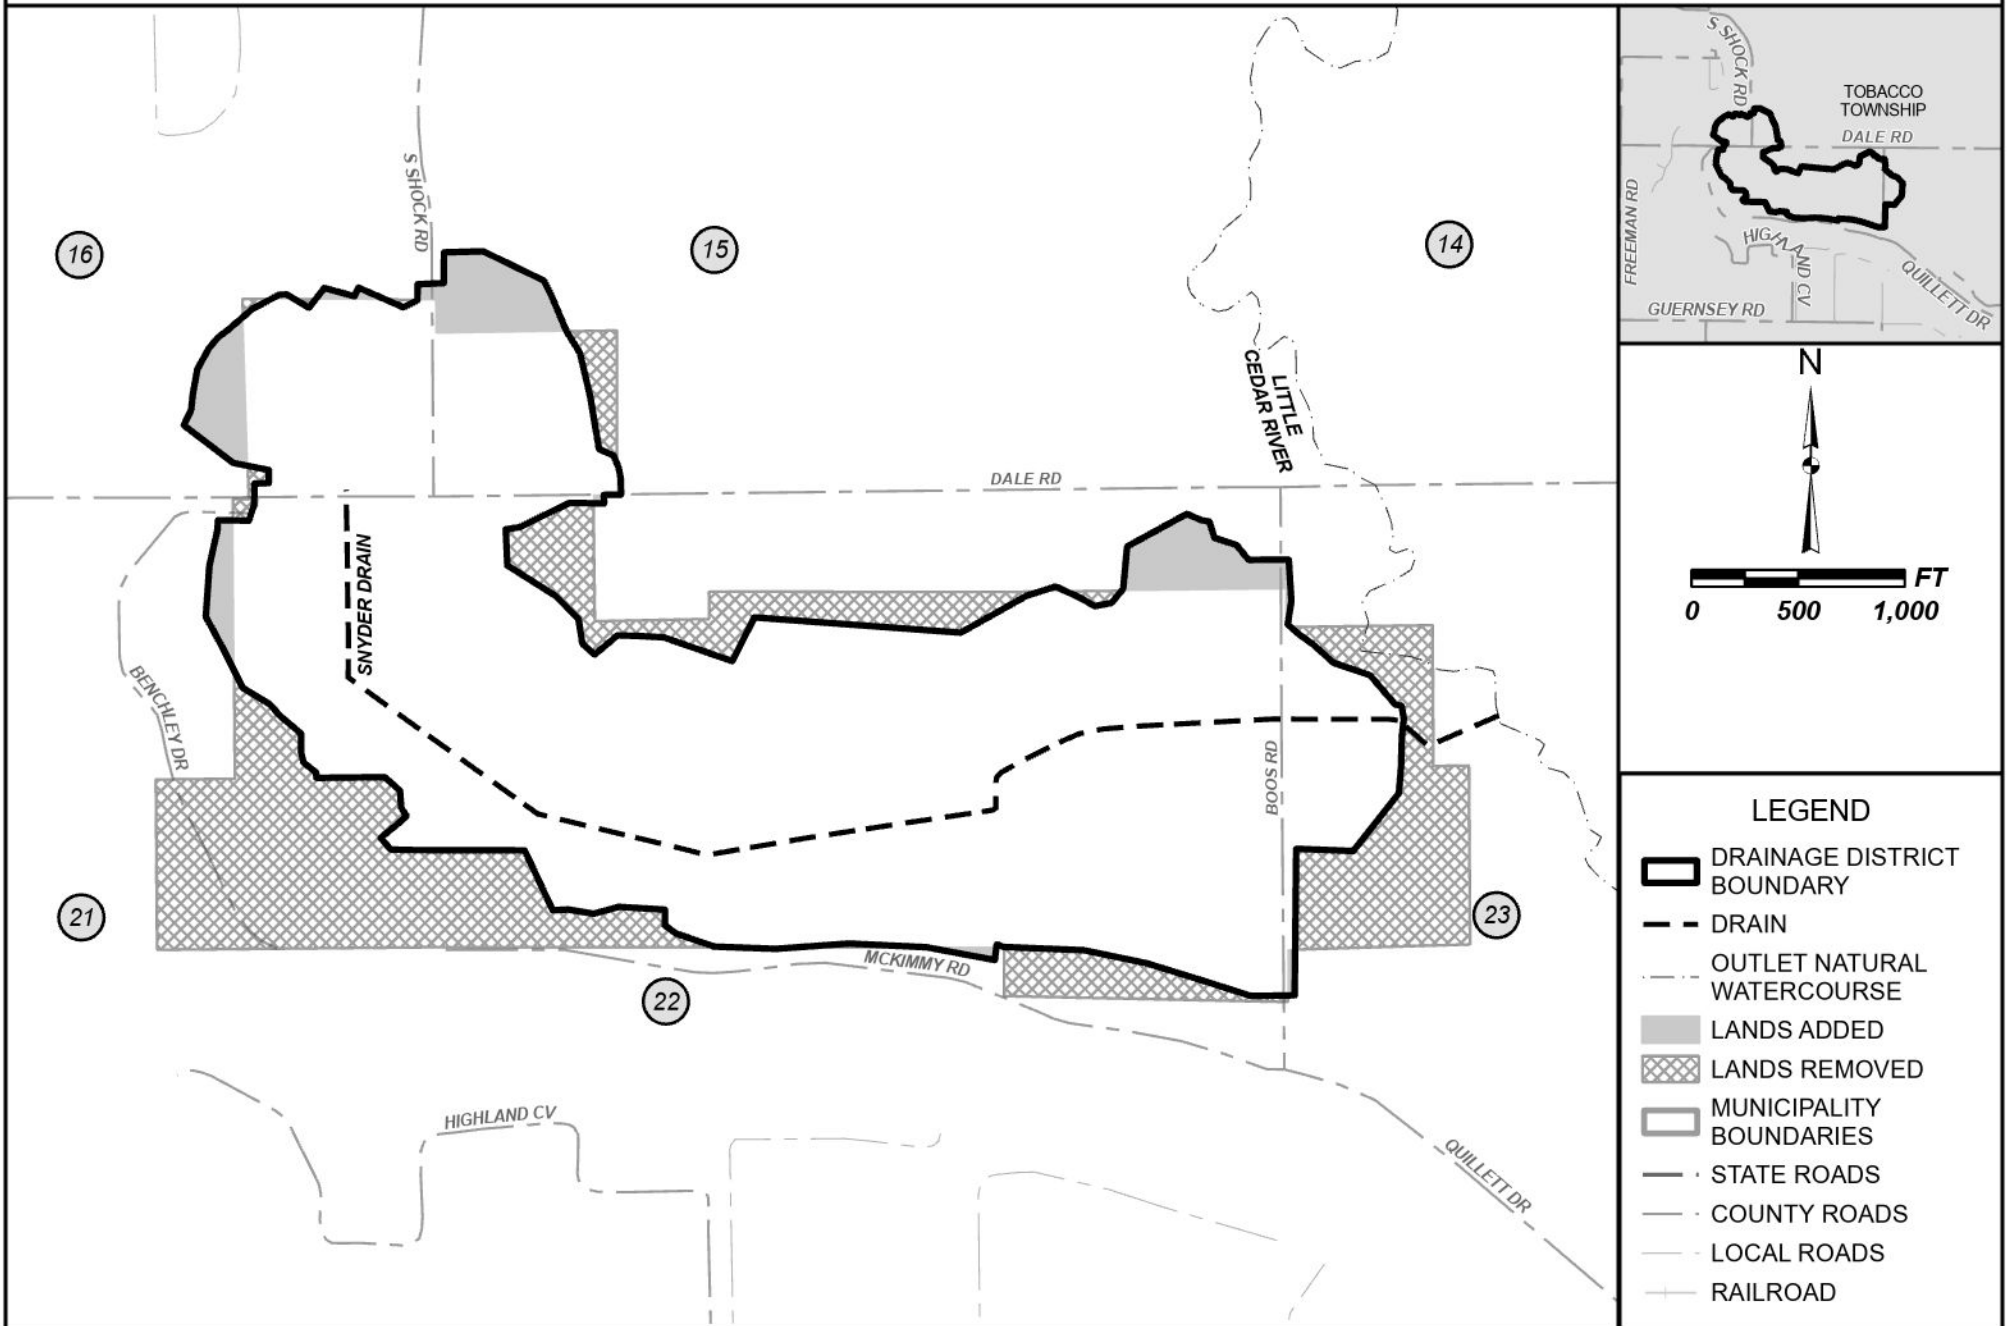 S SHOCK RD
16
15
14
LITTLE
CEDAR RIVER
DALE RD
SNYDER DRAIN
BENCHLEY DR
BOOS RD
21
23
MCKIMMY RD
22
HIGHLAND CV
QUILLETT DR
S SHOCK RD
TOBACCO
TOWNSHIP
DALE RD
FREEMAN RD
HIGHLAND CV
QUILLETT DR
GUERNSEY RD
N
FT
0 500 1,000
LEGEND
DRAINAGE DISTRICT
BOUNDARY
DRAIN
OUTLET NATURAL
WATERCOURSE
LANDS ADDED
LANDS REMOVED
MUNICIPALITY
BOUNDARIES
STATE ROADS
COUNTY ROADS
LOCAL ROADS
RAILROAD